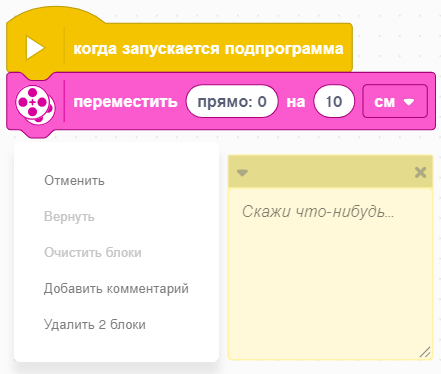 когда запускается подпрограмма
переместить прямо: 0 на 10 см
Отменить
Вернуть
Очистить блоки
Добавить комментарий
Удалить 2 блоки
Скажи что-нибудь...